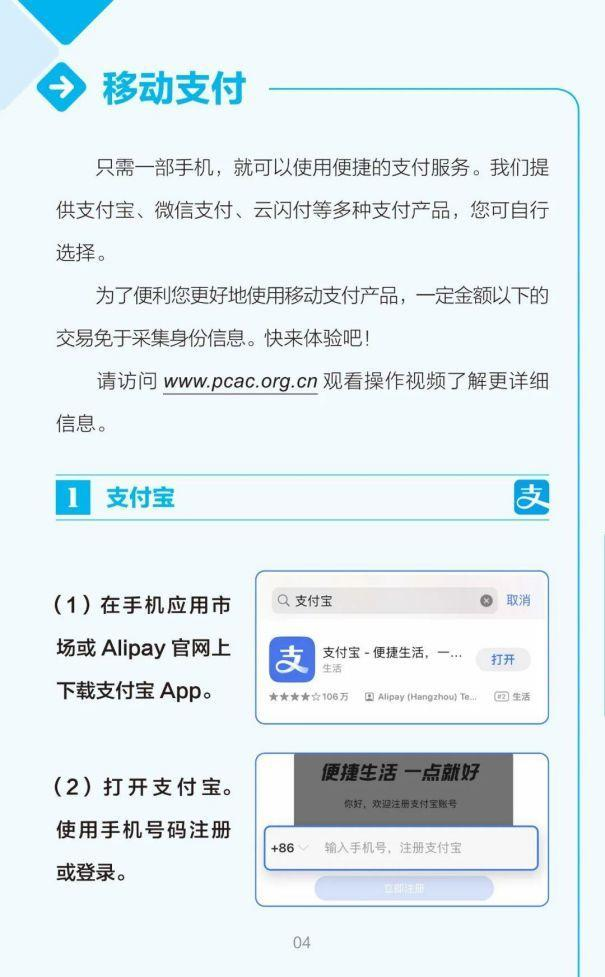 移动支付
只需一部手机，就可以使用便捷的支付服务。我们提
供支付宝、微信支付、云闪付等多种支付产品，您可自行
选择。
为了便利您更好地使用移动支付产品，一定金额以下的
交易免于采集身份信息。快来体验吧！
请访问 www.pcac.org.cn 观看操作视频了解更详细
信息。
1 支付宝
支
（1）在手机应用市
场或 Alipay 官网上
下载支付宝 App。
支付宝
取消
支
支付宝 - 便捷生活，一...
生活
打开
★★★★☆ 106 万 Alipay (Hangzhou) Te... #2 生活
（2）打开支付宝。
使用手机号码注册
或登录。
便捷生活 一点就好
你好，欢迎注册支付宝账号
+86 输入手机号，注册支付宝
立即注册
04